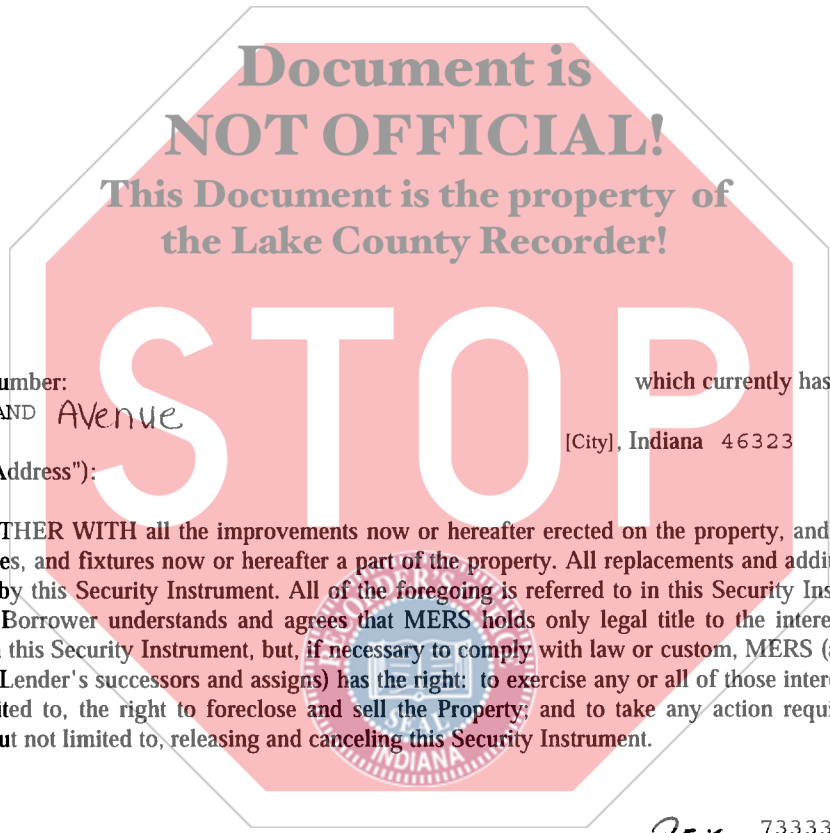 Document is
NOT OFFICIAL!
This Document is the property of
the Lake County Recorder!
STOP
umber: which currently has
AND AVenue
[City], Indiana 46323
Address"):
THER WITH all the improvements now or hereafter erected on the property, and
es, and fixtures now or hereafter a part of the property. All replacements and addi
by this Security Instrument. All of the foregoing is referred to in this Security Ins
Borrower understands and agrees that MERS holds only legal title to the intere
this Security Instrument, but, if necessary to comply with law or custom, MERS (a
Lender's successors and assigns) has the right: to exercise any or all of those inter
ited to, the right to foreclose and sell the Property; and to take any action requi
ut not limited to, releasing and canceling this Security Instrument.
RECORDER'S OFFICE
SEAL
INDIANA
73333